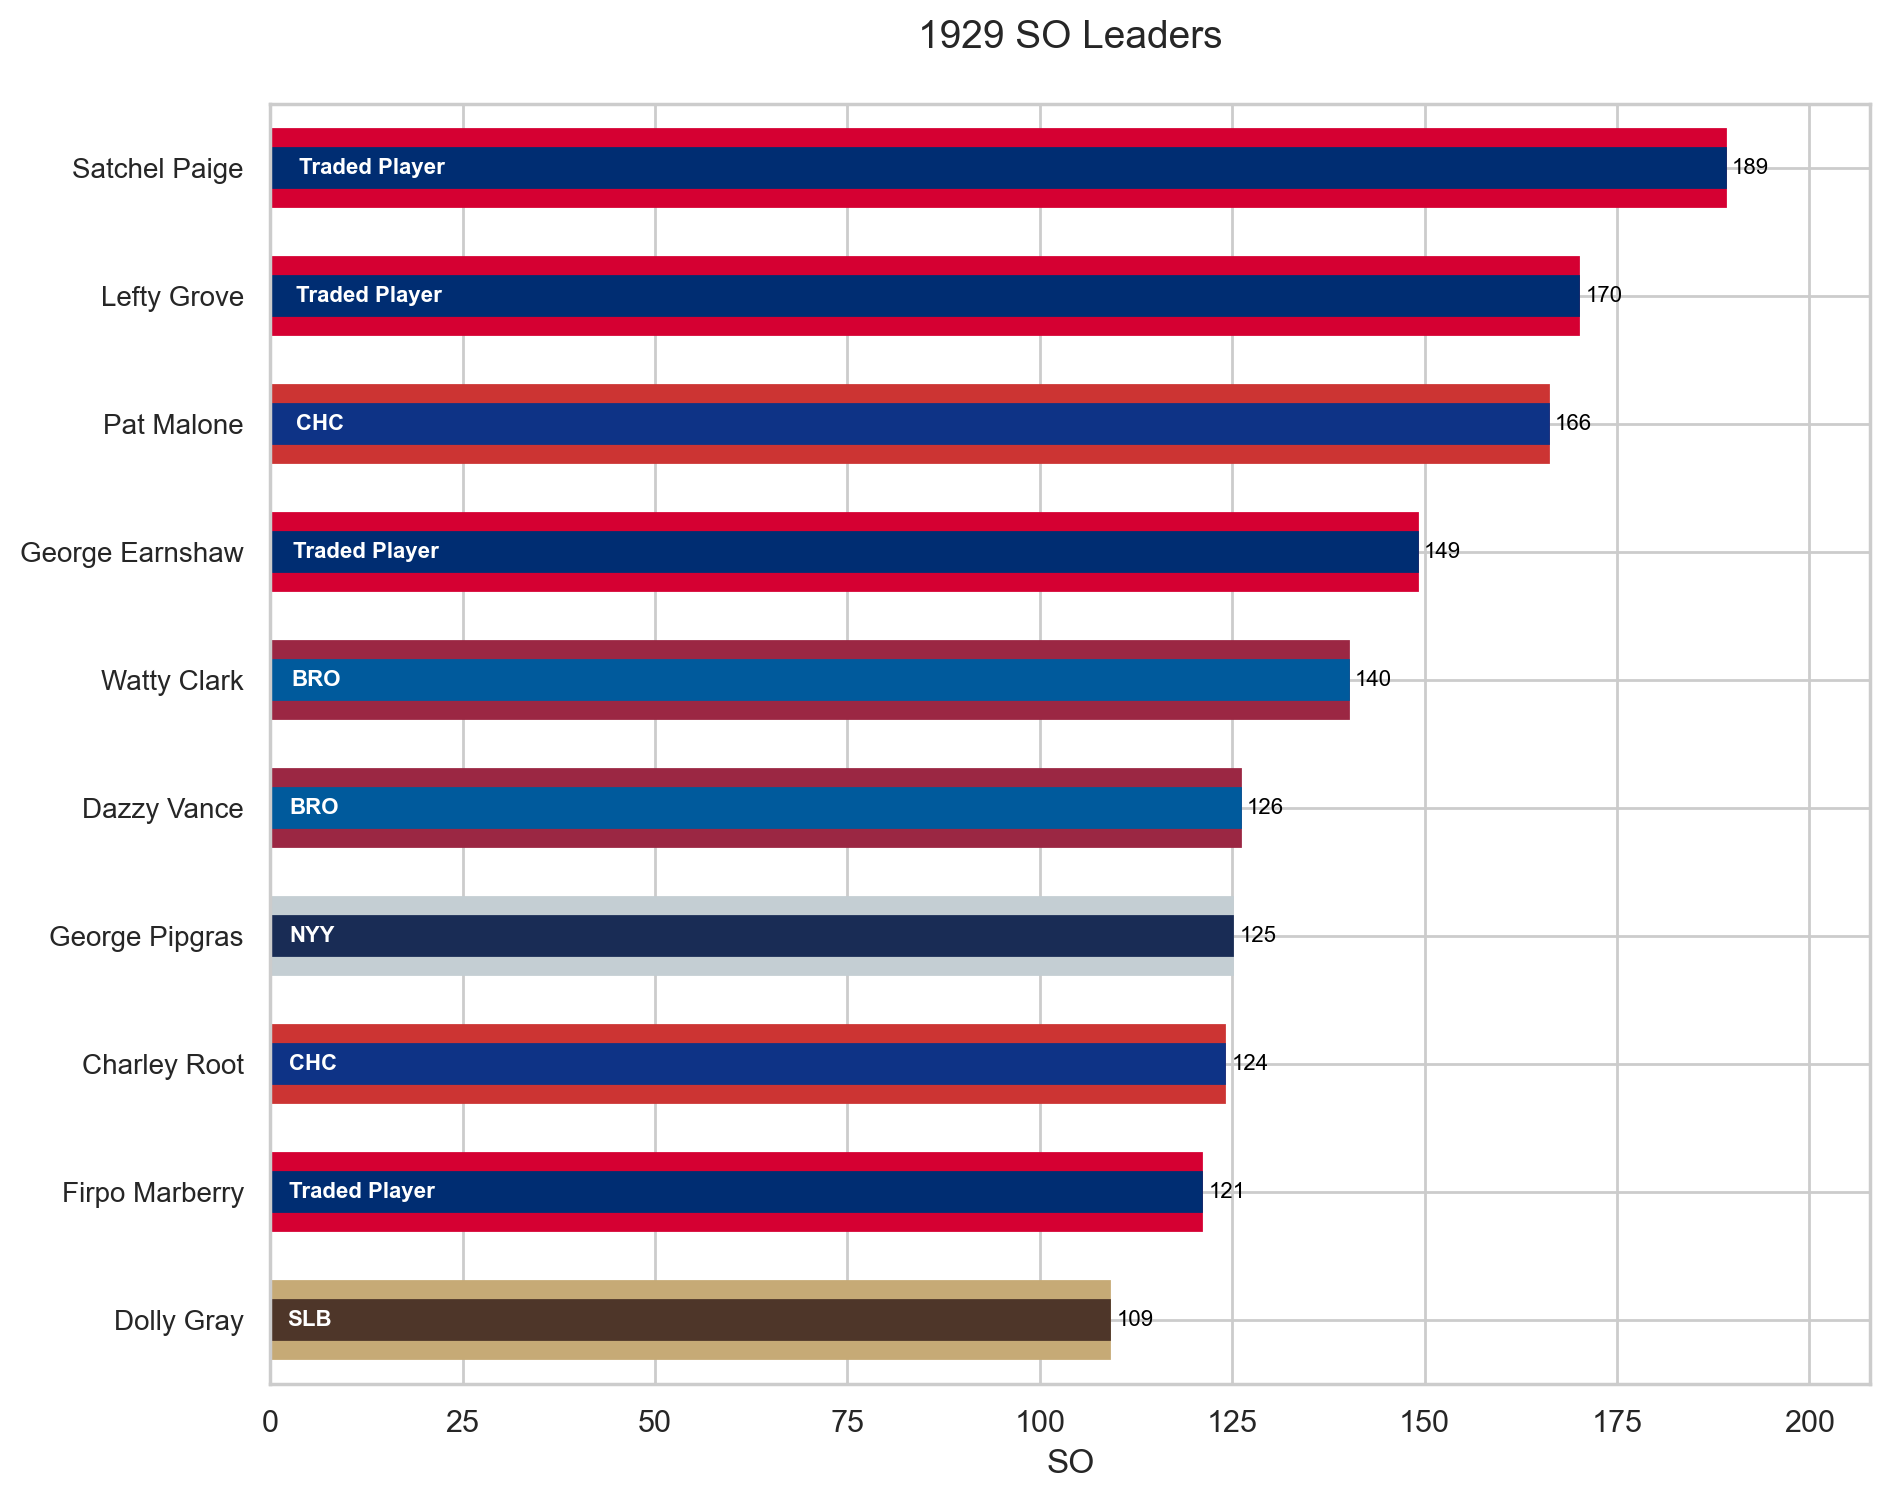 1929 SO Leaders
Satchel Paige Traded Player 189
Lefty Grove Traded Player 170
Pat Malone CHC 166
George Earnshaw Traded Player 149
Watty Clark BRO 140
Dazzy Vance BRO 126
George Pipgras NYY 125
Charley Root CHC 124
Firpo Marberry Traded Player 121
Dolly Gray SLB 109
0 25 50 75 100 125 150 175 200
SO